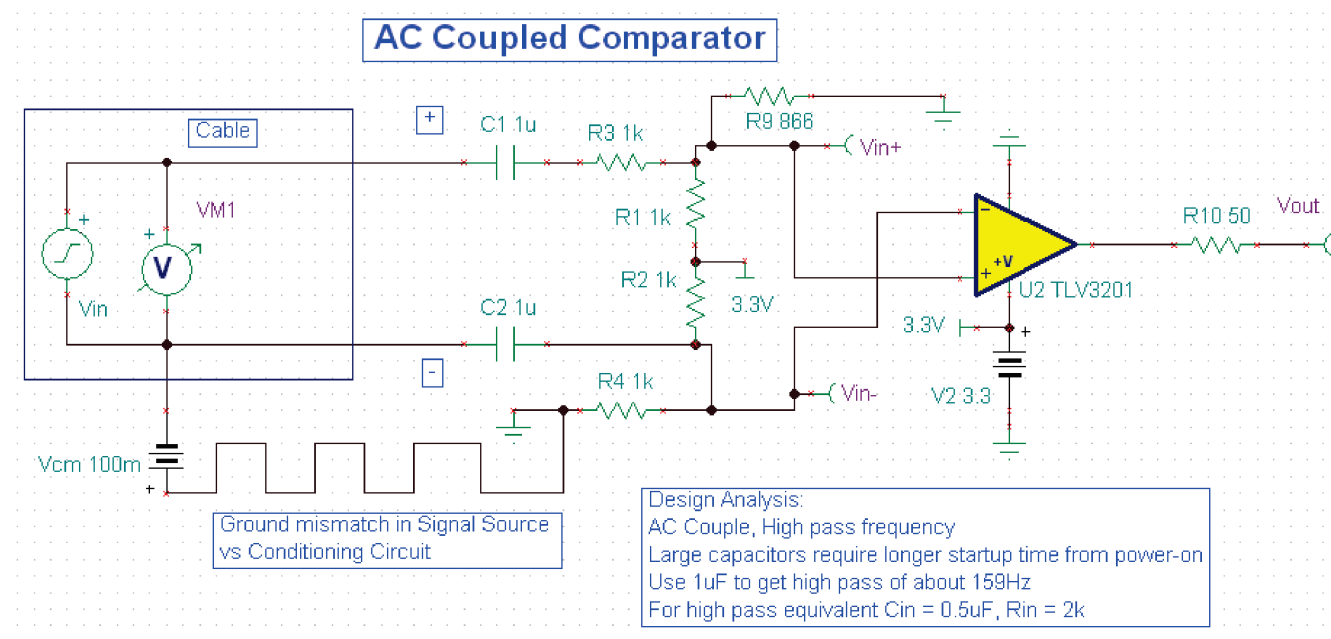 AC Coupled Comparator
Cable
+
C1 1u
R3 1k
R9 866
Vin+
VM1
+
+
V
Vin
R1 1k
R2 1k
3.3V
C2 1u
-
R4 1k
Vin-
-
+
+V
U2 TLV3201
R10 50
Vout
3.3V
+
V2 3.3
Vcm 100m
+
Ground mismatch in Signal Source
vs Conditioning Circuit
Design Analysis:
AC Couple, High pass frequency
Large capacitors require longer startup time from power-on
Use 1uF to get high pass of about 159Hz
For high pass equivalent Cin = 0.5uF, Rin = 2k